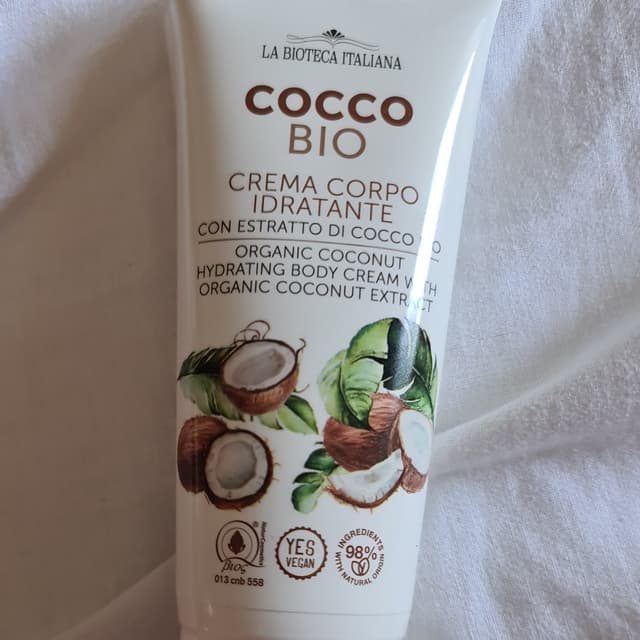 LA BIOTECA ITALIANA
COCCO
BIO
CREMA CORPO
IDRATANTE
CON ESTRATTO DI COCCO
ORGANIC COCONUT
HYDRATING BODY CREAM WITH
ORGANIC COCONUT EXTRACT
013 cnb 558
YES
VEGAN
INGREDIENTS
98%
WITH NATURAL ORIGIN